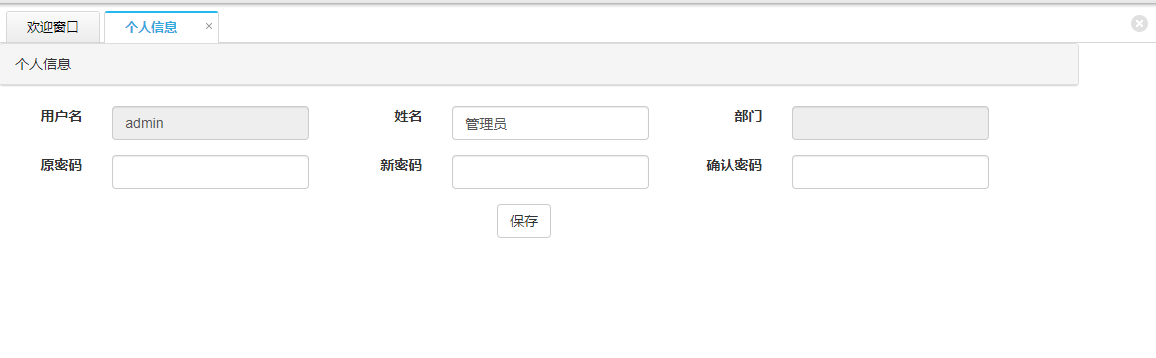 欢迎窗口 个人信息 ×
个人信息
用户名 admin 姓名 管理员 部门
原密码 新密码 确认密码
保存